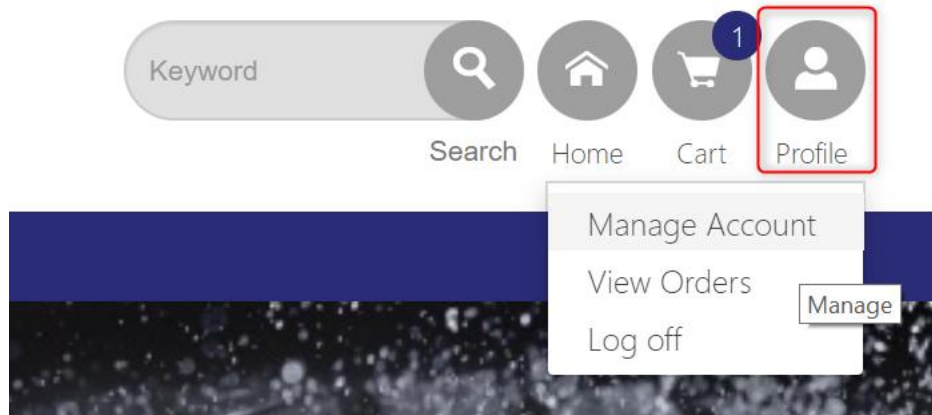 Keyword
1
Search Home Cart Profile
Manage Account
View Orders
Manage
Log off